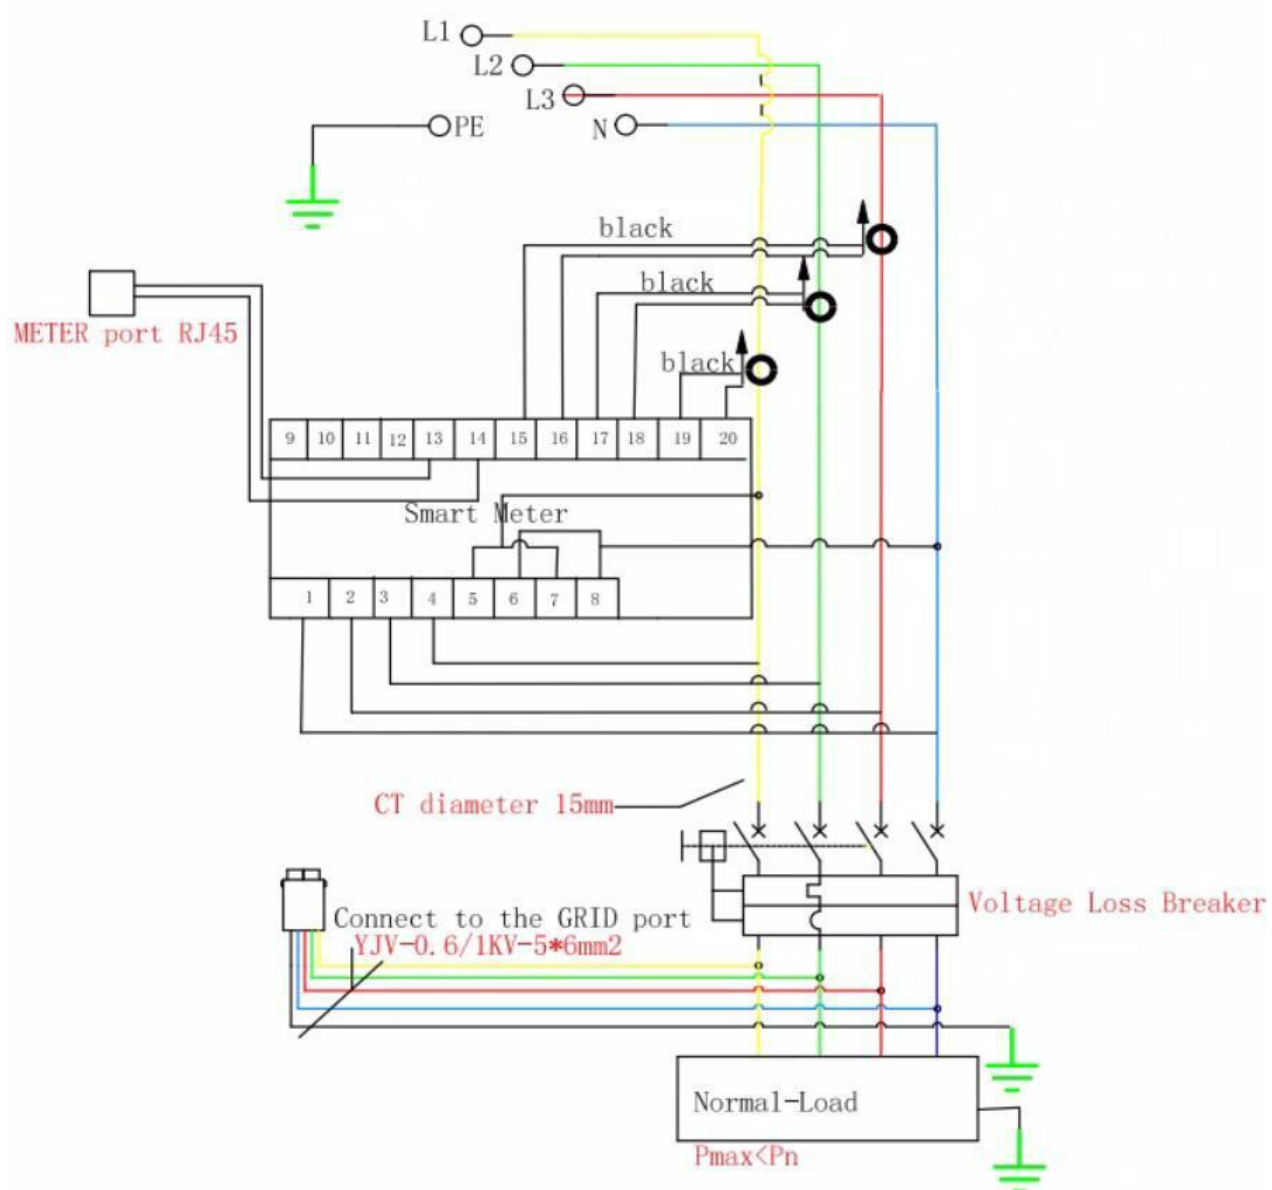 L1
L2
L3
PE
N
black
black
METER port RJ45
black
9 10 11 12 13 14 15 16 17 18 19 20
Smart Meter
1 2 3 4 5 6 7 8
CT diameter 15mm
Voltage Loss Breaker
Connect to the GRID port
YJV-0.6/1KV-5*6mm2
Normal-Load
Pmax<Pn